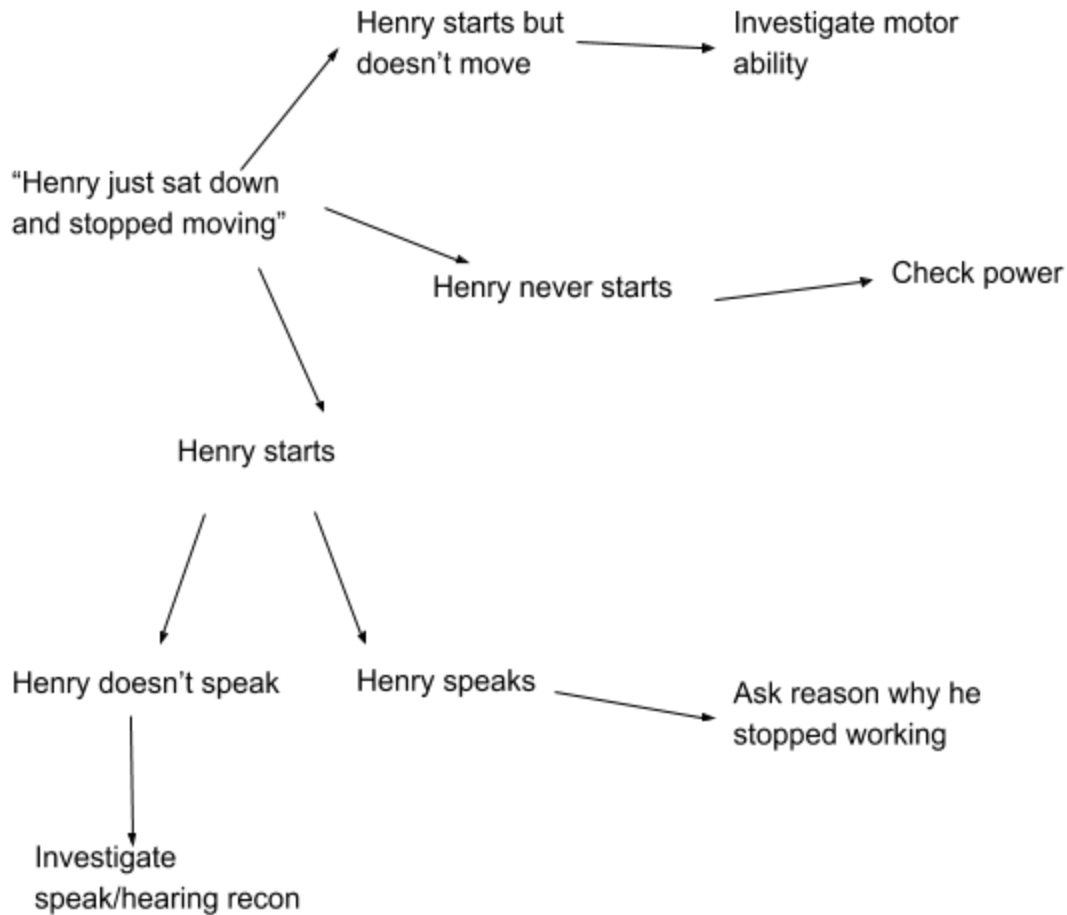 Henry starts but
doesn’t move
Investigate motor
ability
“Henry just sat down
and stopped moving”
Henry never starts
Check power
Henry starts
Henry doesn’t speak
Henry speaks
Ask reason why he
stopped working
Investigate
speak/hearing recon